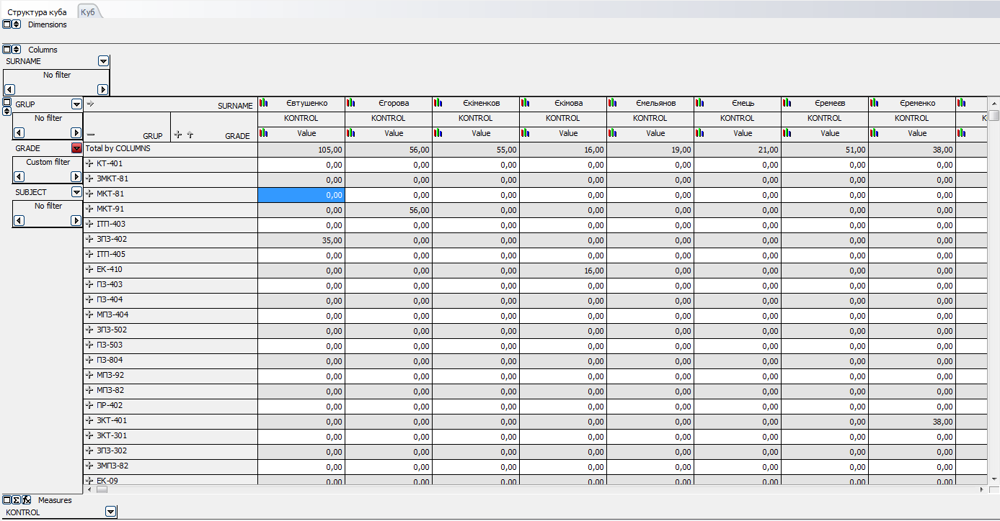 Структура куба Куб
Dimensions
Columns
SURNAME
No filter
GRUP
No filter
GRADE
Custom filter
SUBJECT
No filter
SURNAME Євтушенко Єгорова Єкіменков Єкімова Ємельянов Ємець Єремеєв Єременко
KONTROL KONTROL KONTROL KONTROL KONTROL KONTROL KONTROL KONTROL
GRUP GRADE Value Value Value Value Value Value Value Value
Total by COLUMNS 105,00 56,00 55,00 16,00 19,00 21,00 51,00 38,00
КТ-401 0,00 0,00 0,00 0,00 0,00 0,00 0,00 0,00
ЗМКТ-81 0,00 0,00 0,00 0,00 0,00 0,00 0,00 0,00
МКТ-81 0,00 0,00 0,00 0,00 0,00 0,00 0,00 0,00
МКТ-91 0,00 56,00 0,00 0,00 0,00 0,00 0,00 0,00
ІТП-403 0,00 0,00 0,00 0,00 0,00 0,00 0,00 0,00
ЗПЗ-402 35,00 0,00 0,00 0,00 0,00 0,00 0,00 0,00
ІТП-405 0,00 0,00 0,00 0,00 0,00 0,00 0,00 0,00
ЕК-410 0,00 0,00 0,00 16,00 0,00 0,00 0,00 0,00
ПЗ-403 0,00 0,00 0,00 0,00 0,00 0,00 0,00 0,00
ПЗ-404 0,00 0,00 0,00 0,00 0,00 0,00 0,00 0,00
МПЗ-404 0,00 0,00 0,00 0,00 0,00 0,00 0,00 0,00
ЗПЗ-502 0,00 0,00 0,00 0,00 0,00 0,00 0,00 0,00
ПЗ-503 0,00 0,00 0,00 0,00 0,00 0,00 0,00 0,00
ПЗ-804 0,00 0,00 0,00 0,00 0,00 0,00 0,00 0,00
МПЗ-92 0,00 0,00 0,00 0,00 0,00 0,00 0,00 0,00
МПЗ-82 0,00 0,00 0,00 0,00 0,00 0,00 0,00 0,00
ПР-402 0,00 0,00 0,00 0,00 0,00 0,00 0,00 0,00
ЗКТ-401 0,00 0,00 0,00 0,00 0,00 0,00 0,00 38,00
ЗКТ-301 0,00 0,00 0,00 0,00 0,00 0,00 0,00 0,00
ЗПЗ-302 0,00 0,00 0,00 0,00 0,00 0,00 0,00 0,00
ЗМПЗ-82 0,00 0,00 0,00 0,00 0,00 0,00 0,00 0,00
ЕК-09 0,00 0,00 0,00 0,00 0,00 0,00 0,00 0,00
Measures
KONTROL